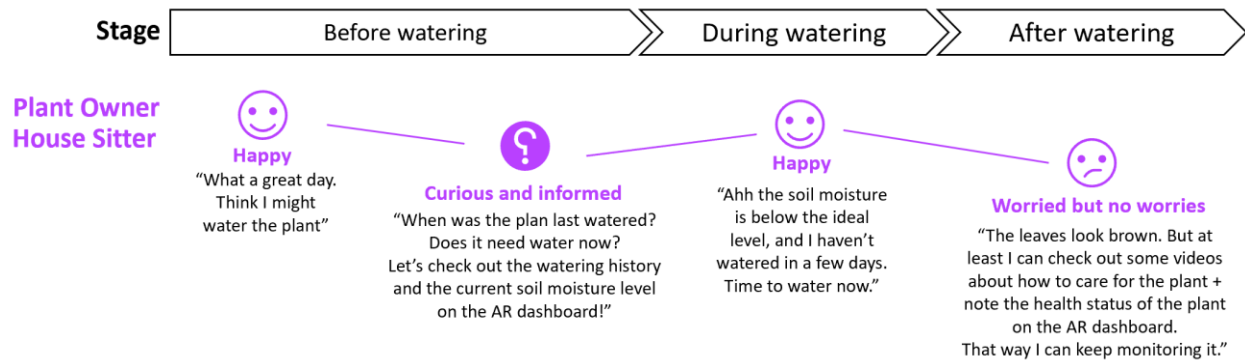 Stage
Before watering
During watering
After watering
Plant Owner
House Sitter
Happy
“What a great day.
Think I might
water the plant”
Curious and informed
“When was the plan last watered?
Does it need water now?
Let’s check out the watering history
and the current soil moisture level
on the AR dashboard!”
Happy
“Ahh the soil moisture
is below the ideal
level, and I haven’t
watered in a few days.
Time to water now.”
Worried but no worries
“The leaves look brown. But at
least I can check out some videos
about how to care for the plant +
note the health status of the plant
on the AR dashboard.
That way I can keep monitoring it.”